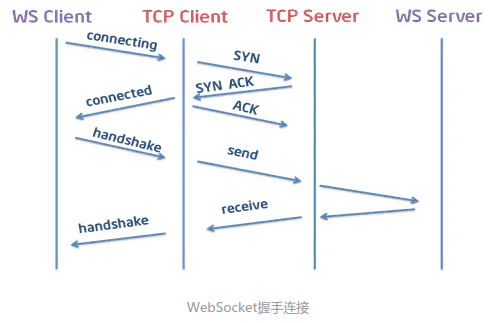 WS Client TCP Client TCP Server WS Server
connecting
SYN
SYN ACK
connected
ACK
handshake
send
receive
handshake
WebSocket握手连接